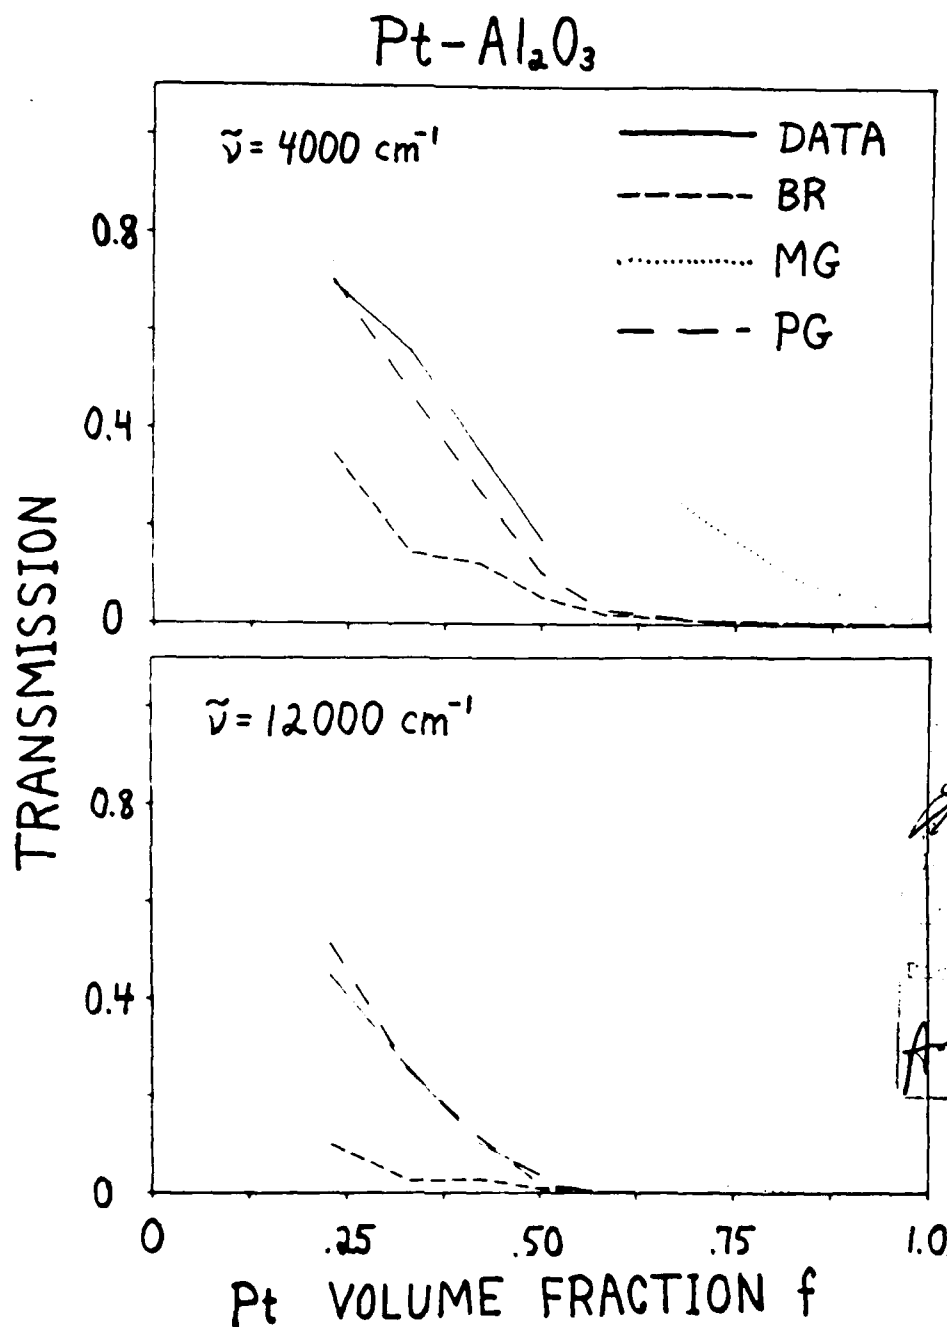 Pt-Al₂O₃
ṽ = 4000 cm⁻¹
DATA
BR
MG
PG
0.8
0.4
0
TRANSMISSION
ṽ = 12000 cm⁻¹
0.8
0.4
0
0 .25 .50 .75 1.0
Pt VOLUME FRACTION f